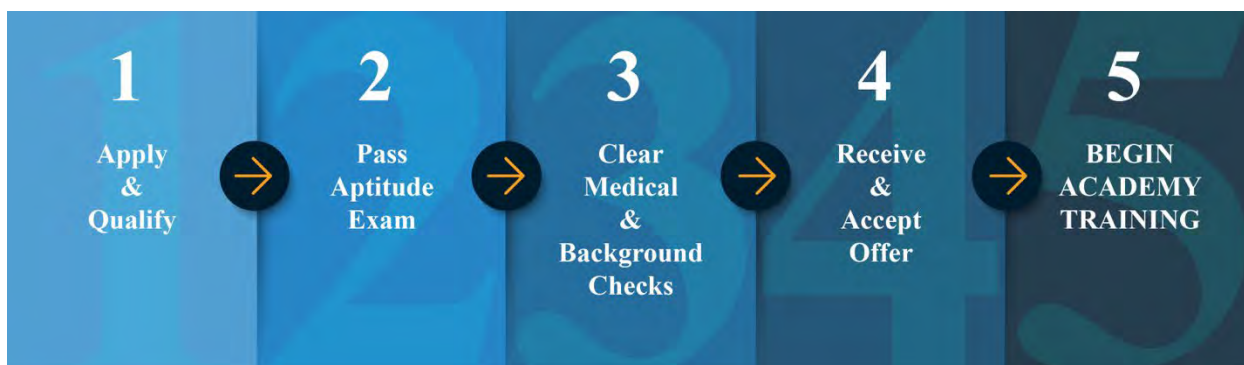 1
Apply
&
Qualify
2
Pass
Aptitude
Exam
3
Clear
Medical
&
Background
Checks
4
Receive
&
Accept
Offer
5
BEGIN
ACADEMY
TRAINING